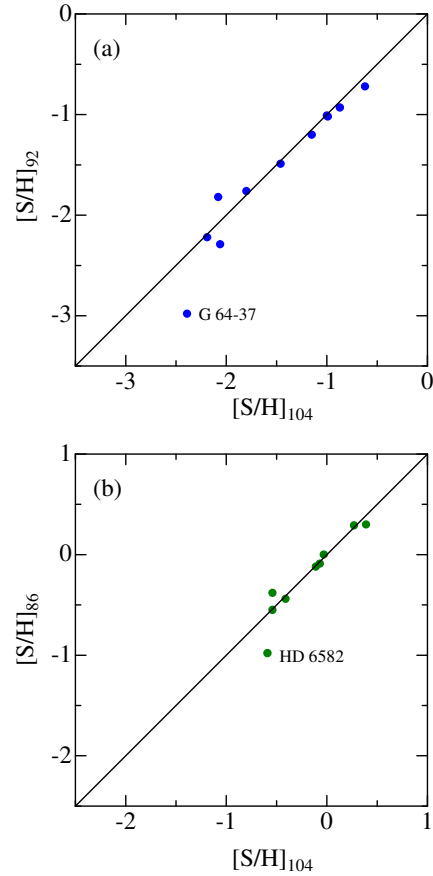 0
(a)
-1
[S/H]92
-2
G 64-37
-3
-3 -2 -1 0
[S/H]104
1
(b)
0
[S/H]86
-1
HD 6582
-2
-2 -1 0 1
[S/H]104